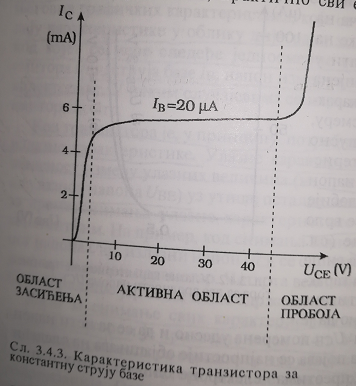 I_C
(mA)
I_B=20 μA
6
4
2
10 20 30 40 U_CE (V)
ОБЛАСТ
ЗАСИЋЕЊА
АКТИВНА ОБЛАСТ
ОБЛАСТ
ПРОБОЈА
Сл. 3.4.3. Карактеристика транзистора за
константну струју базе